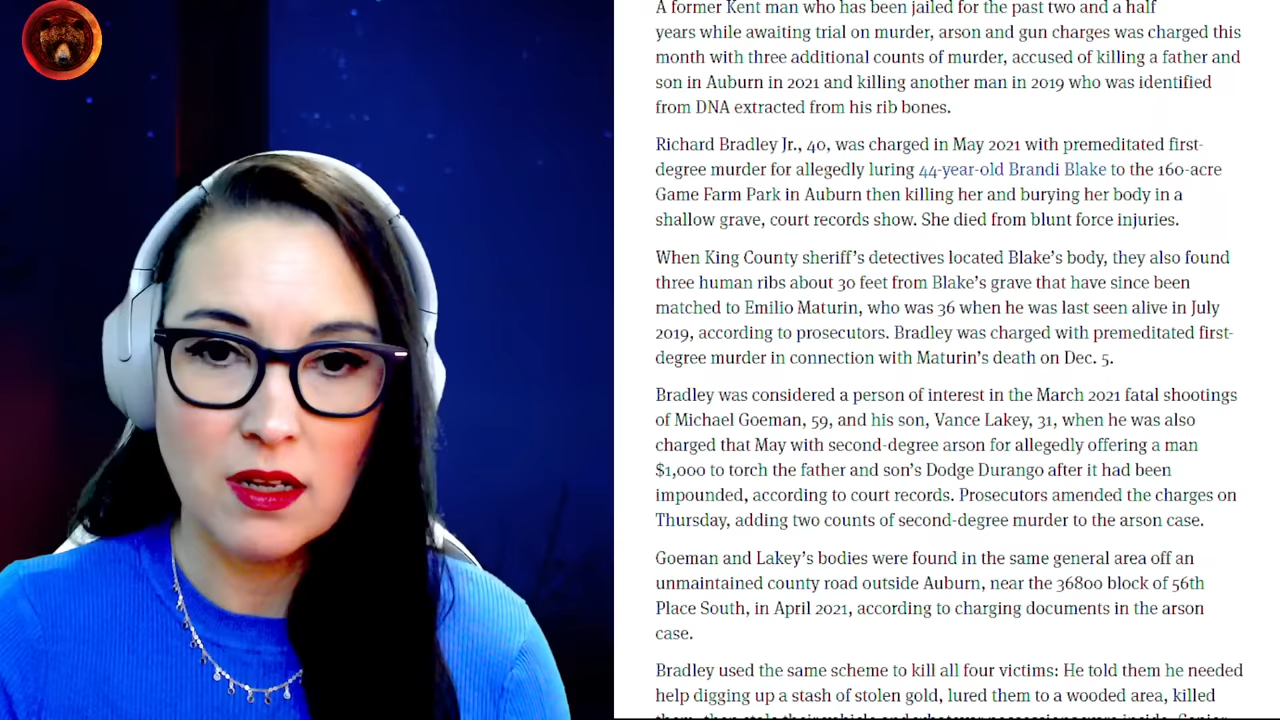 A former Kent man who has been jailed for the past two and a half
years while awaiting trial on murder, arson and gun charges was charged this
month with three additional counts of murder, accused of killing a father and
son in Auburn in 2021 and killing another man in 2019 who was identified
from DNA extracted from his rib bones.
Richard Bradley Jr., 40, was charged in May 2021 with premeditated first-
degree murder for allegedly luring 44-year-old Brandi Blake to the 160-acre
Game Farm Park in Auburn then killing her and burying her body in a
shallow grave, court records show. She died from blunt force injuries.
When King County sheriff’s detectives located Blake’s body, they also found
three human ribs about 30 feet from Blake’s grave that have since been
matched to Emilio Maturin, who was 36 when he was last seen alive in July
2019, according to prosecutors. Bradley was charged with premeditated first-
degree murder in connection with Maturin’s death on Dec. 5.
Bradley was considered a person of interest in the March 2021 fatal shootings
of Michael Goeman, 59, and his son, Vance Lakey, 31, when he was also
charged that May with second-degree arson for allegedly offering a man
$1,000 to torch the father and son’s Dodge Durango after it had been
impounded, according to court records. Prosecutors amended the charges on
Thursday, adding two counts of second-degree murder to the arson case.
Goeman and Lakey’s bodies were found in the same general area off an
unmaintained county road outside Auburn, near the 36800 block of 56th
Place South, in April 2021, according to charging documents in the arson
case.
Bradley used the same scheme to kill all four victims: He told them he needed
help digging up a stash of stolen gold, lured them to a wooded area, killed